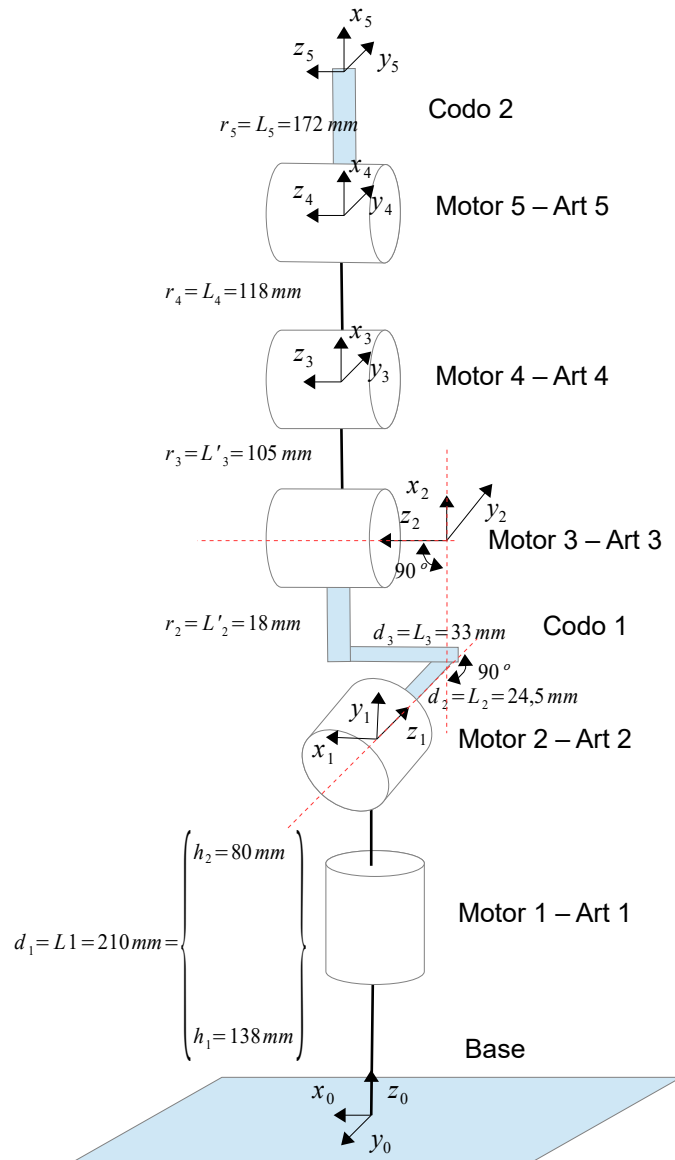 x₅
z₅
y₅
Codo 2
r₅=L₅=172 mm
x₄
z₄
y₄
Motor 5 – Art 5
r₄=L₄=118 mm
x₃
z₃
y₃
Motor 4 – Art 4
r₃=L'₃=105 mm
x₂
z₂
y₂
Motor 3 – Art 3
90º
r₂=L'₂=18 mm
d₃=L₃=33 mm
Codo 1
90º
d₂=L₂=24,5 mm
y₁
x₁
z₁
Motor 2 – Art 2
h₂=80 mm
Motor 1 – Art 1
d₁=L1=210 mm=
h₁=138 mm
Base
x₀
z₀
y₀